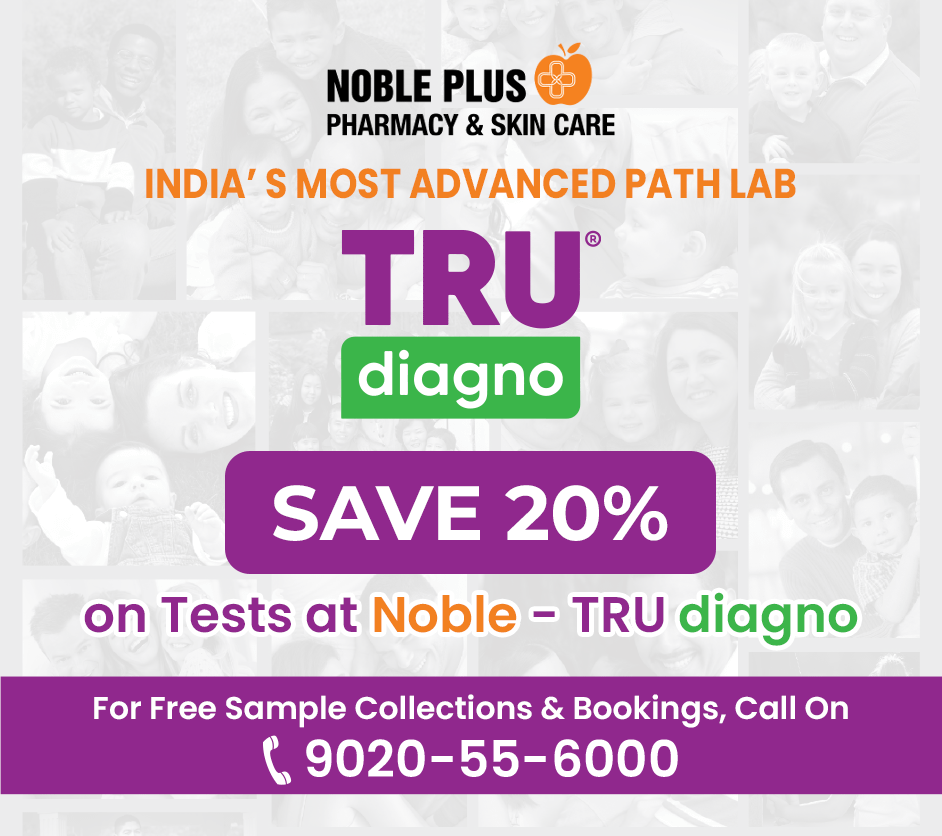 NOBLE PLUS
PHARMACY & SKIN CARE
INDIA' S MOST ADVANCED PATH LAB
TRU®
diagno
SAVE 20%
on Tests at Noble - TRU diagno
For Free Sample Collections & Bookings, Call On
9020-55-6000